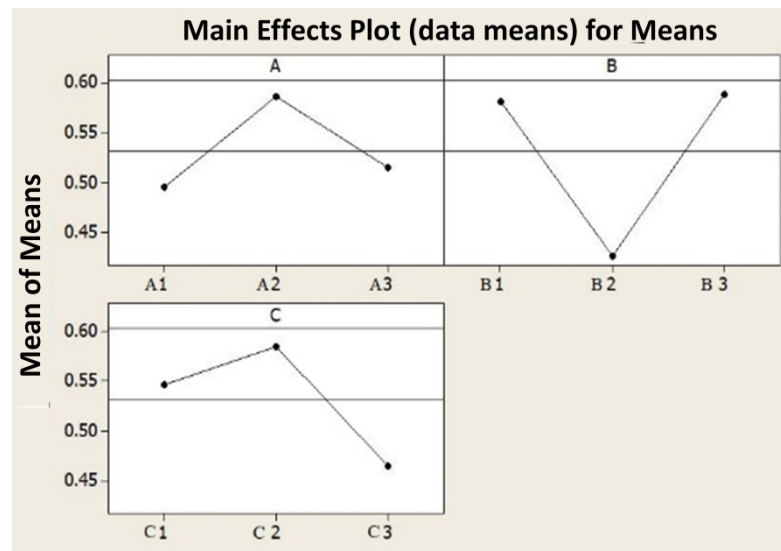 Main Effects Plot (data means) for Means
Mean of Means
A
B
0.60
0.55
0.50
0.45
A1 A2 A3 B1 B2 B3
C
0.60
0.55
0.50
0.45
C1 C2 C3